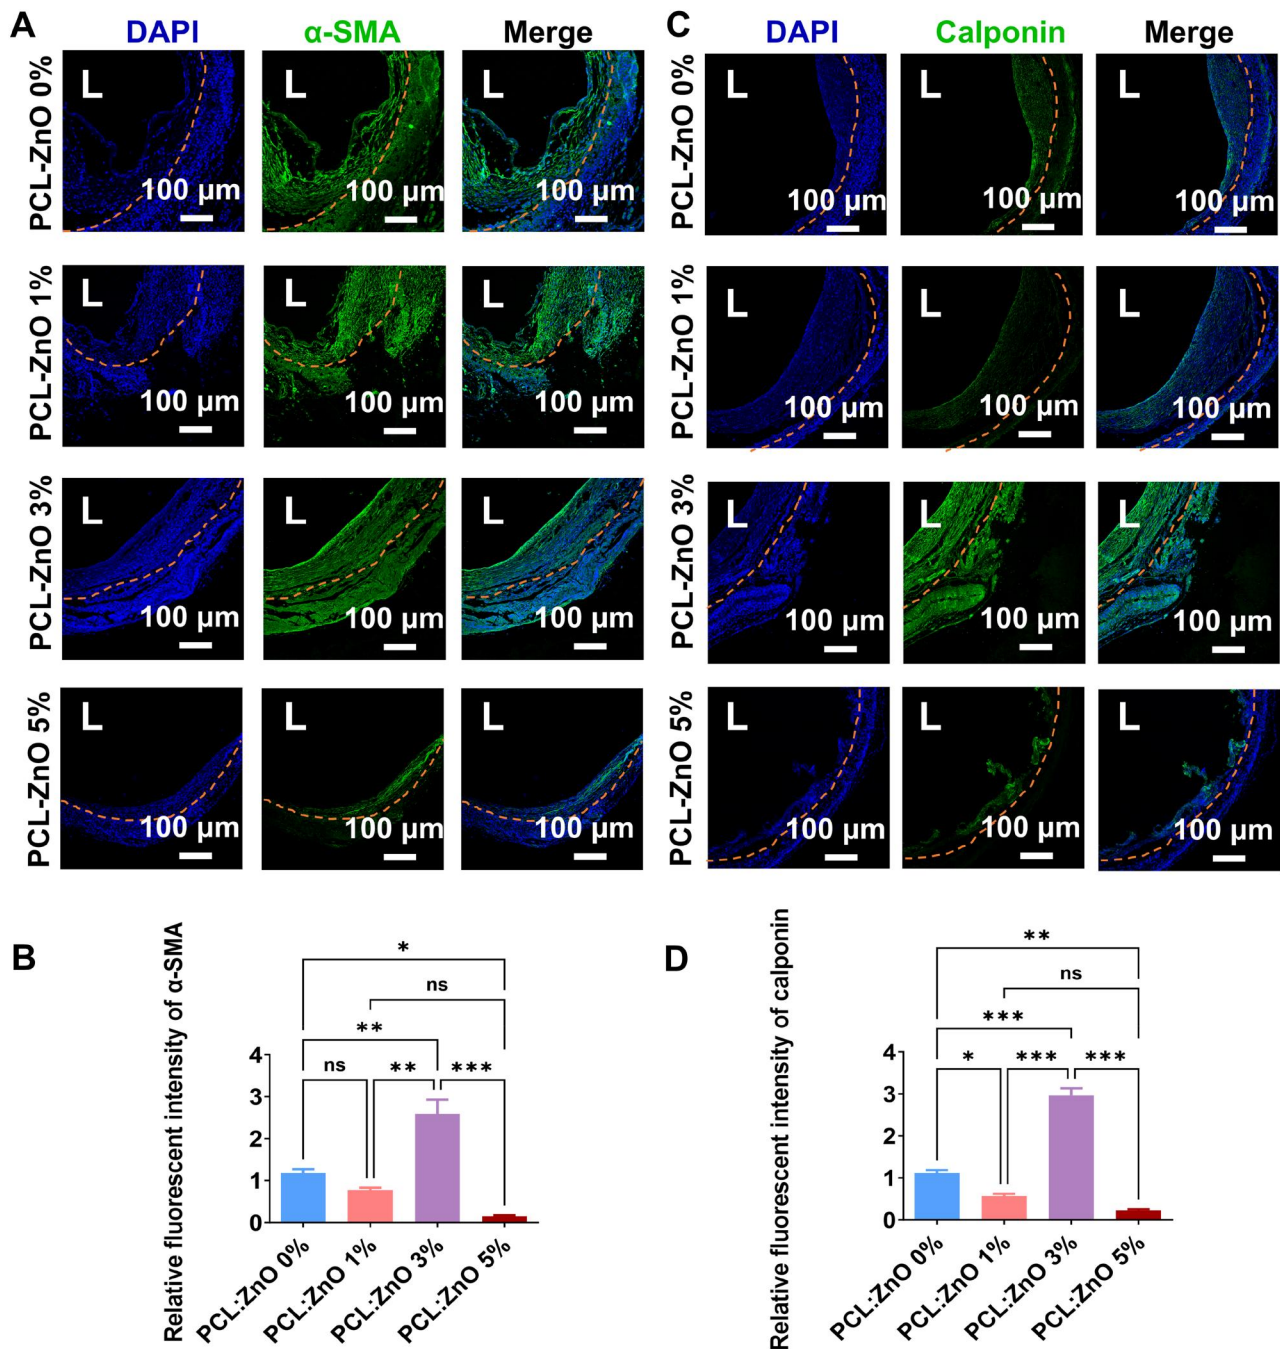 A
DAPI
α-SMA
Merge
PCL-ZnO 0%
L
100 µm
L
100 µm
L
100 µm
PCL-ZnO 1%
L
100 µm
L
100 µm
L
100 µm
PCL-ZnO 3%
L
100 µm
L
100 µm
L
100 µm
PCL-ZnO 5%
L
100 µm
L
100 µm
L
100 µm
C
DAPI
Calponin
Merge
PCL-ZnO 0%
L
100 µm
L
100 µm
L
100 µm
PCL-ZnO 1%
L
100 µm
L
100 µm
L
100 µm
PCL-ZnO 3%
L
100 µm
L
100 µm
L
100 µm
PCL-ZnO 5%
L
100 µm
L
100 µm
L
100 µm
B
Relative fluorescent intensity of α-SMA
*
ns
**
ns
**
***
4
3
2
1
0
PCL:ZnO 0%
PCL:ZnO 1%
PCL:ZnO 3%
PCL:ZnO 5%
D
Relative fluorescent intensity of calponin
**
ns
***
*
***
***
4
3
2
1
0
PCL:ZnO 0%
PCL:ZnO 1%
PCL:ZnO 3%
PCL:ZnO 5%